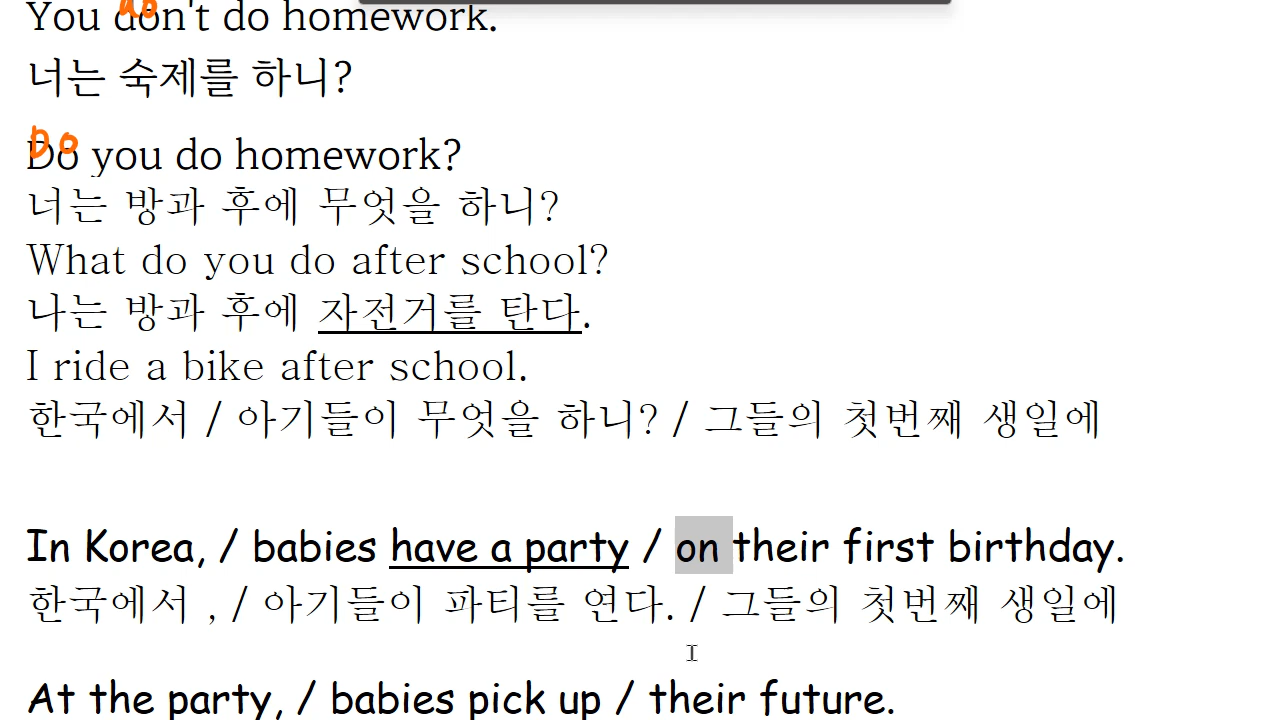 You don't do homework.
너는 숙제를 하니?
Do you do homework?
너는 방과 후에 무엇을 하니?
What do you do after school?
나는 방과 후에 자전거를 탄다.
I ride a bike after school.
한국에서 / 아기들이 무엇을 하니? / 그들의 첫번째 생일에
In Korea, / babies have a party / on their first birthday.
한국에서 , / 아기들이 파티를 연다. / 그들의 첫번째 생일에
At the party, / babies pick up / their future.